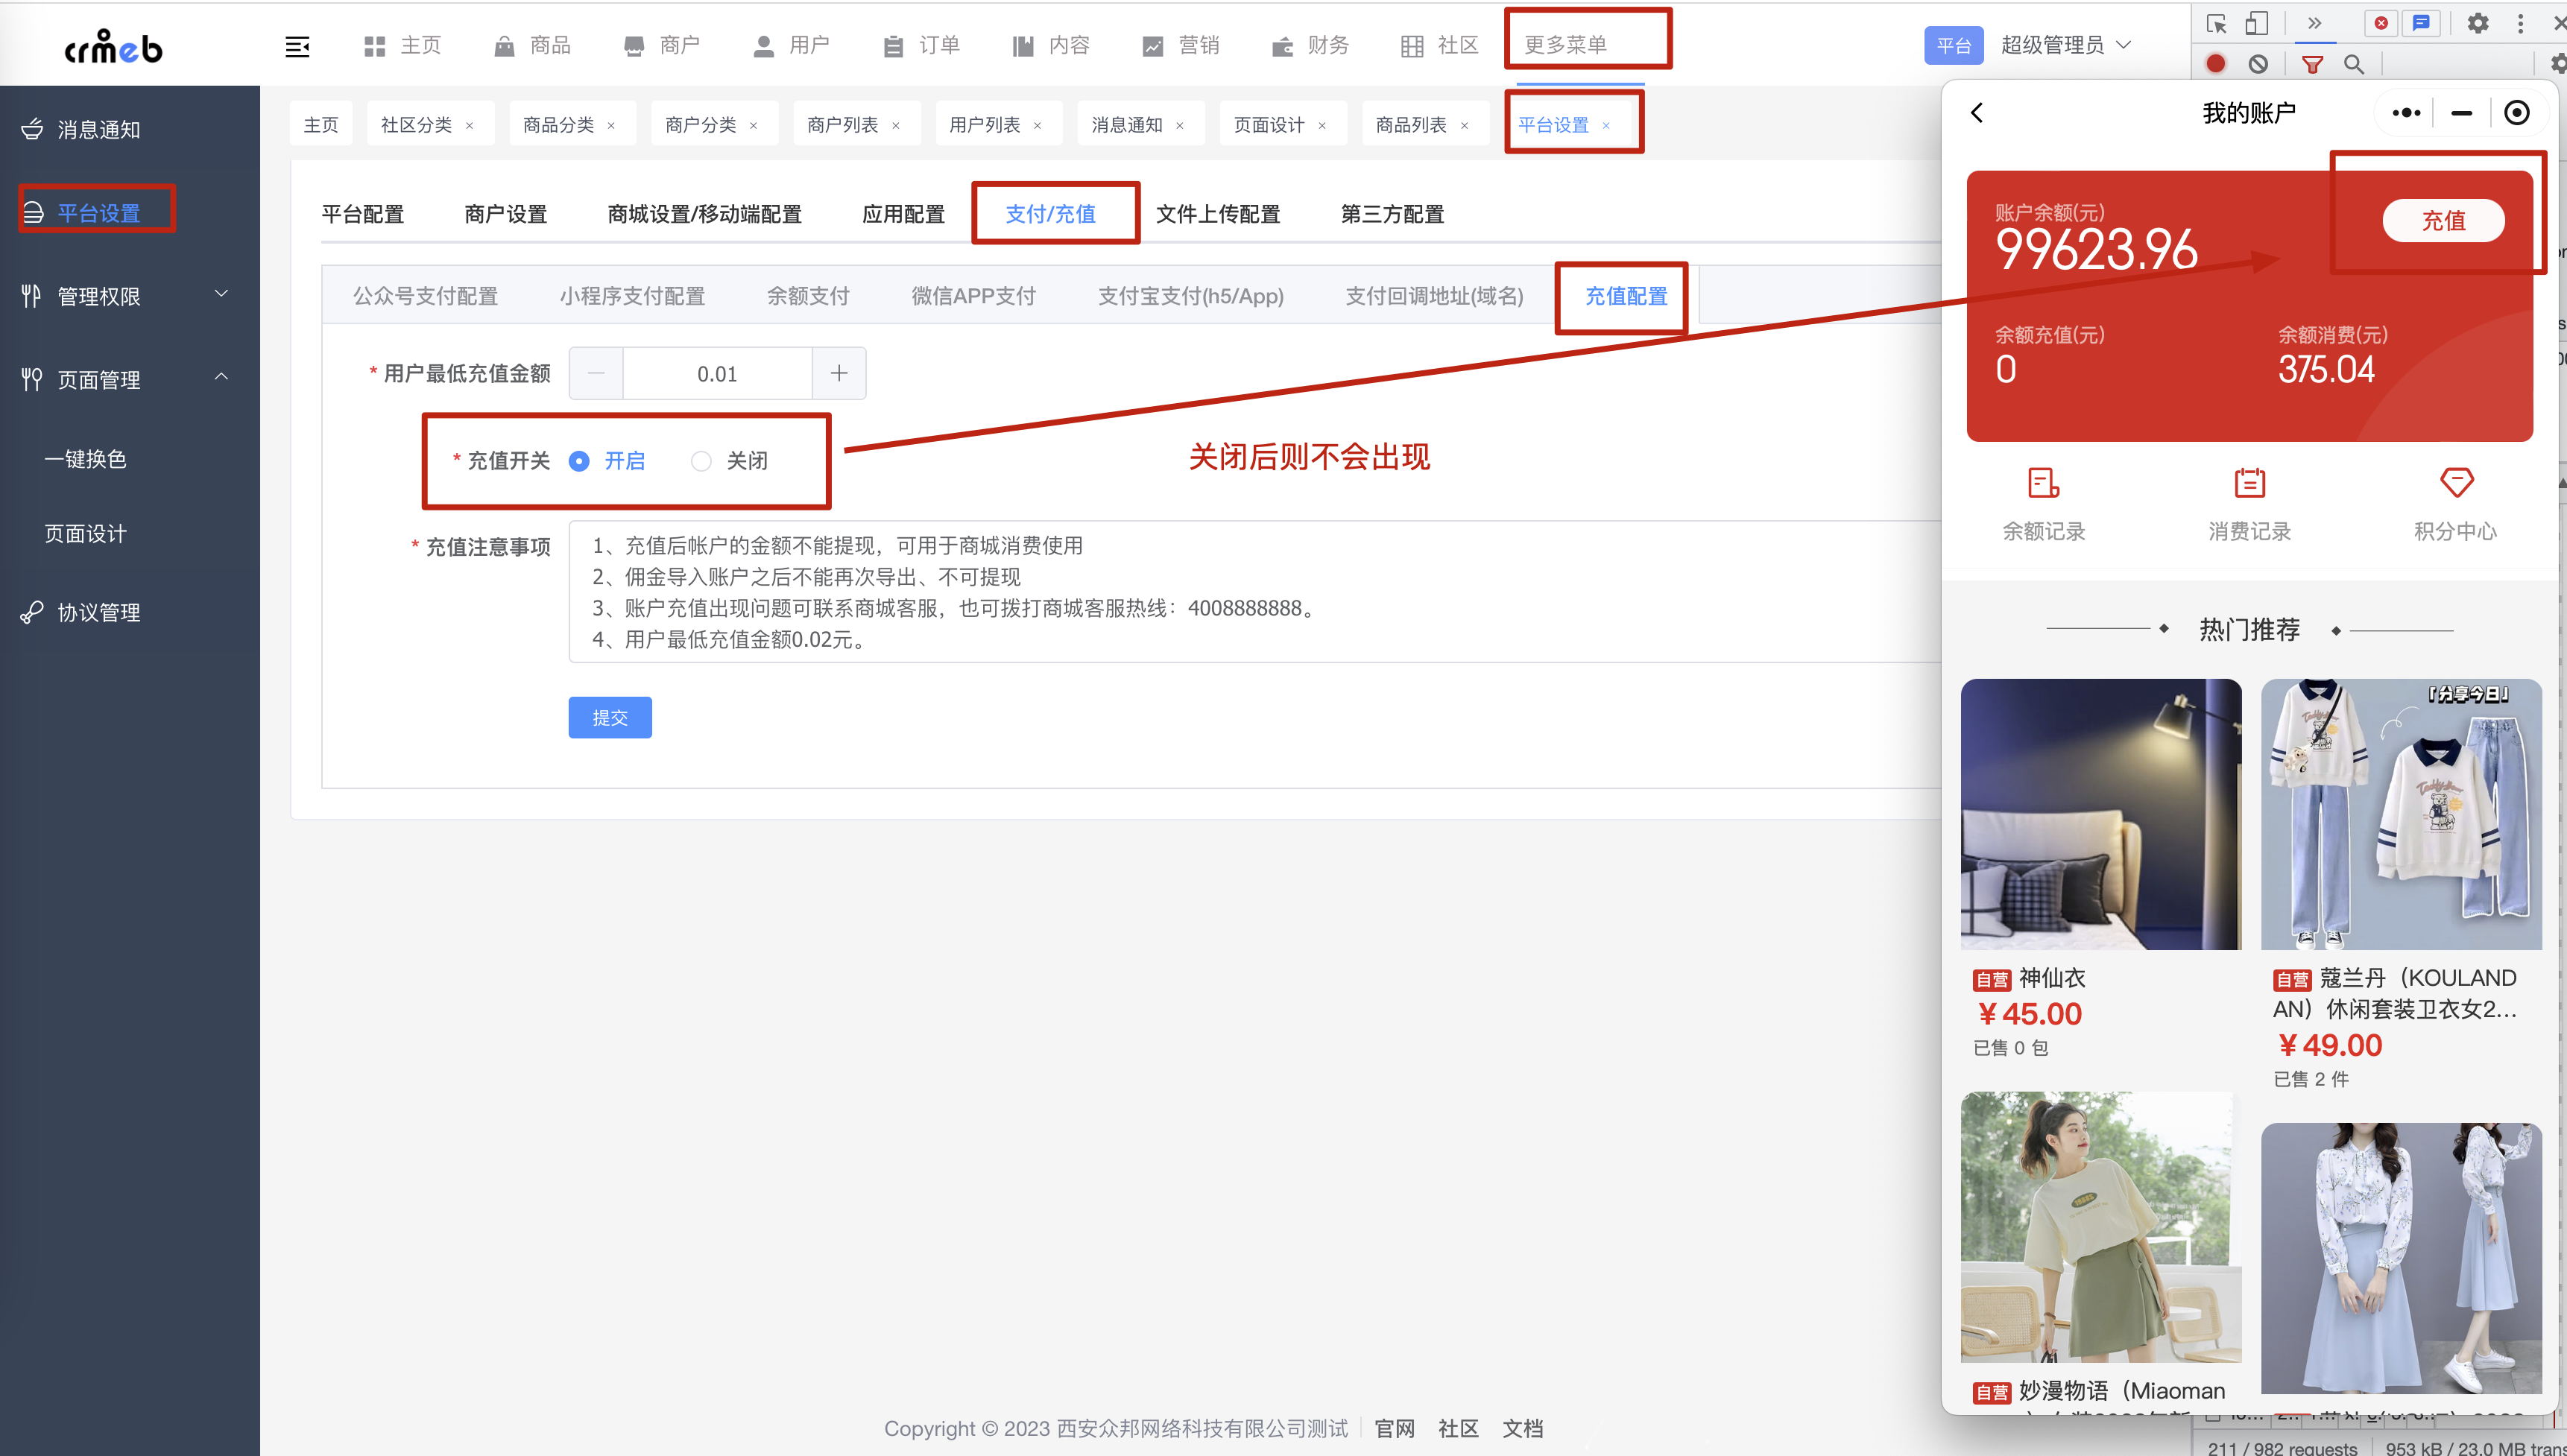 crmeb
主页
商品
商户
用户
订单
内容
营销
财务
社区
更多菜单
平台
超级管理员
消息通知
平台设置
管理权限
页面管理
一键换色
页面设计
协议管理
主页
社区分类 ×
商品分类 ×
商户分类 ×
商户列表 ×
用户列表 ×
消息通知 ×
页面设计 ×
商品列表 ×
平台设置 ×
平台配置
商户设置
商城设置/移动端配置
应用配置
支付/充值
文件上传配置
第三方配置
公众号支付配置
小程序支付配置
余额支付
微信APP支付
支付宝支付(h5/App)
支付回调地址(域名)
充值配置
* 用户最低充值金额
0.01
* 充值开关 开启 关闭
关闭后则不会出现
* 充值注意事项
1、充值后帐户的金额不能提现，可用于商城消费使用
2、佣金导入账户之后不能再次导出、不可提现
3、账户充值出现问题可联系商城客服，也可拨打商城客服热线：4008888888。
4、用户最低充值金额0.02元。
提交
Copyright © 2023 西安众邦网络科技有限公司测试
官网
社区
文档
我的账户
账户余额(元)
99623.96
充值
余额充值(元)
0
余额消费(元)
375.04
余额记录
消费记录
积分中心
热门推荐
「分享今日」
自营 神仙衣
¥45.00
已售 0 包
自营 蔻兰丹（KOULAND
AN）休闲套装卫衣女2...
¥49.00
已售 2 件
自营 妙漫物语（Miaoman
211 / 982 requests
953 kB / 23.0 MB trans